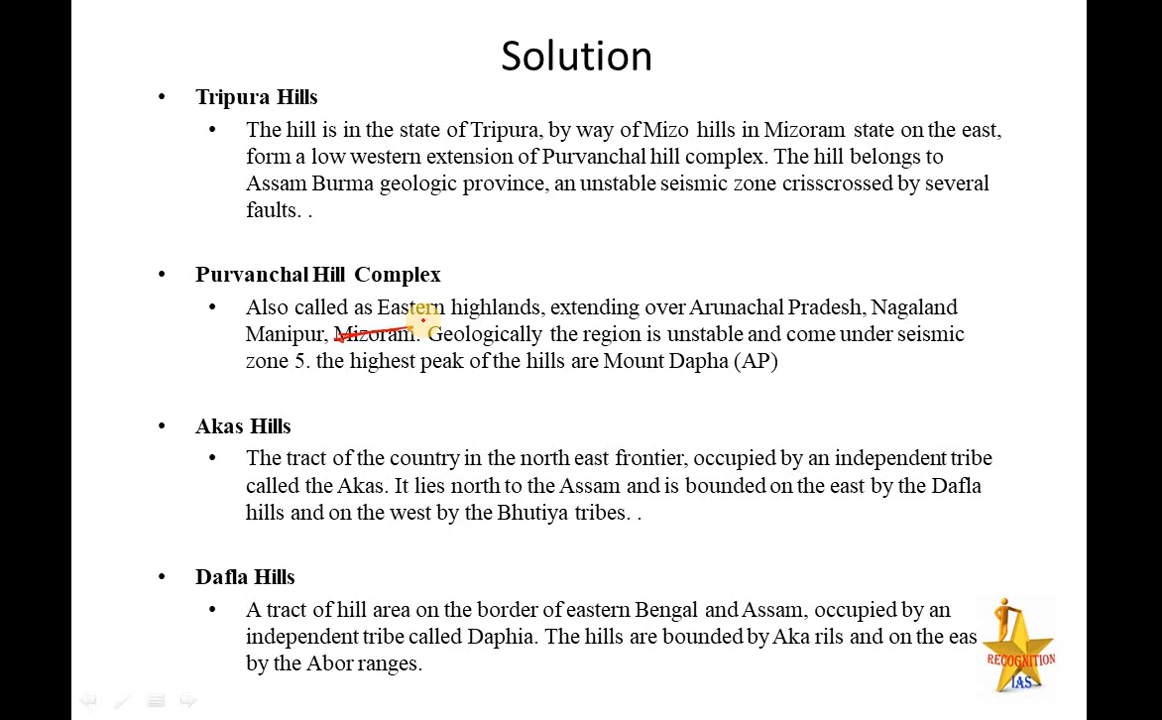 Solution
• Tripura Hills
• The hill is in the state of Tripura, by way of Mizo hills in Mizoram state on the east,
form a low western extension of Purvanchal hill complex. The hill belongs to
Assam Burma geologic province, an unstable seismic zone crisscrossed by several
faults. .
• Purvanchal Hill Complex
• Also called as Eastern highlands, extending over Arunachal Pradesh, Nagaland
Manipur, Mizoram. Geologically the region is unstable and come under seismic
zone 5. the highest peak of the hills are Mount Dapha (AP)
• Akas Hills
• The tract of the country in the north east frontier, occupied by an independent tribe
called the Akas. It lies north to the Assam and is bounded on the east by the Dafla
hills and on the west by the Bhutiya tribes. .
• Dafla Hills
• A tract of hill area on the border of eastern Bengal and Assam, occupied by an
independent tribe called Daphia. The hills are bounded by Aka rils and on the eas
by the Abor ranges.
RECOGNITION
IAS